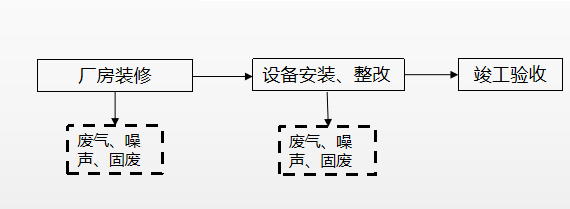 厂房装修
设备安装、整改
竣工验收
废气、噪
声、固废
废气、噪
声、固废